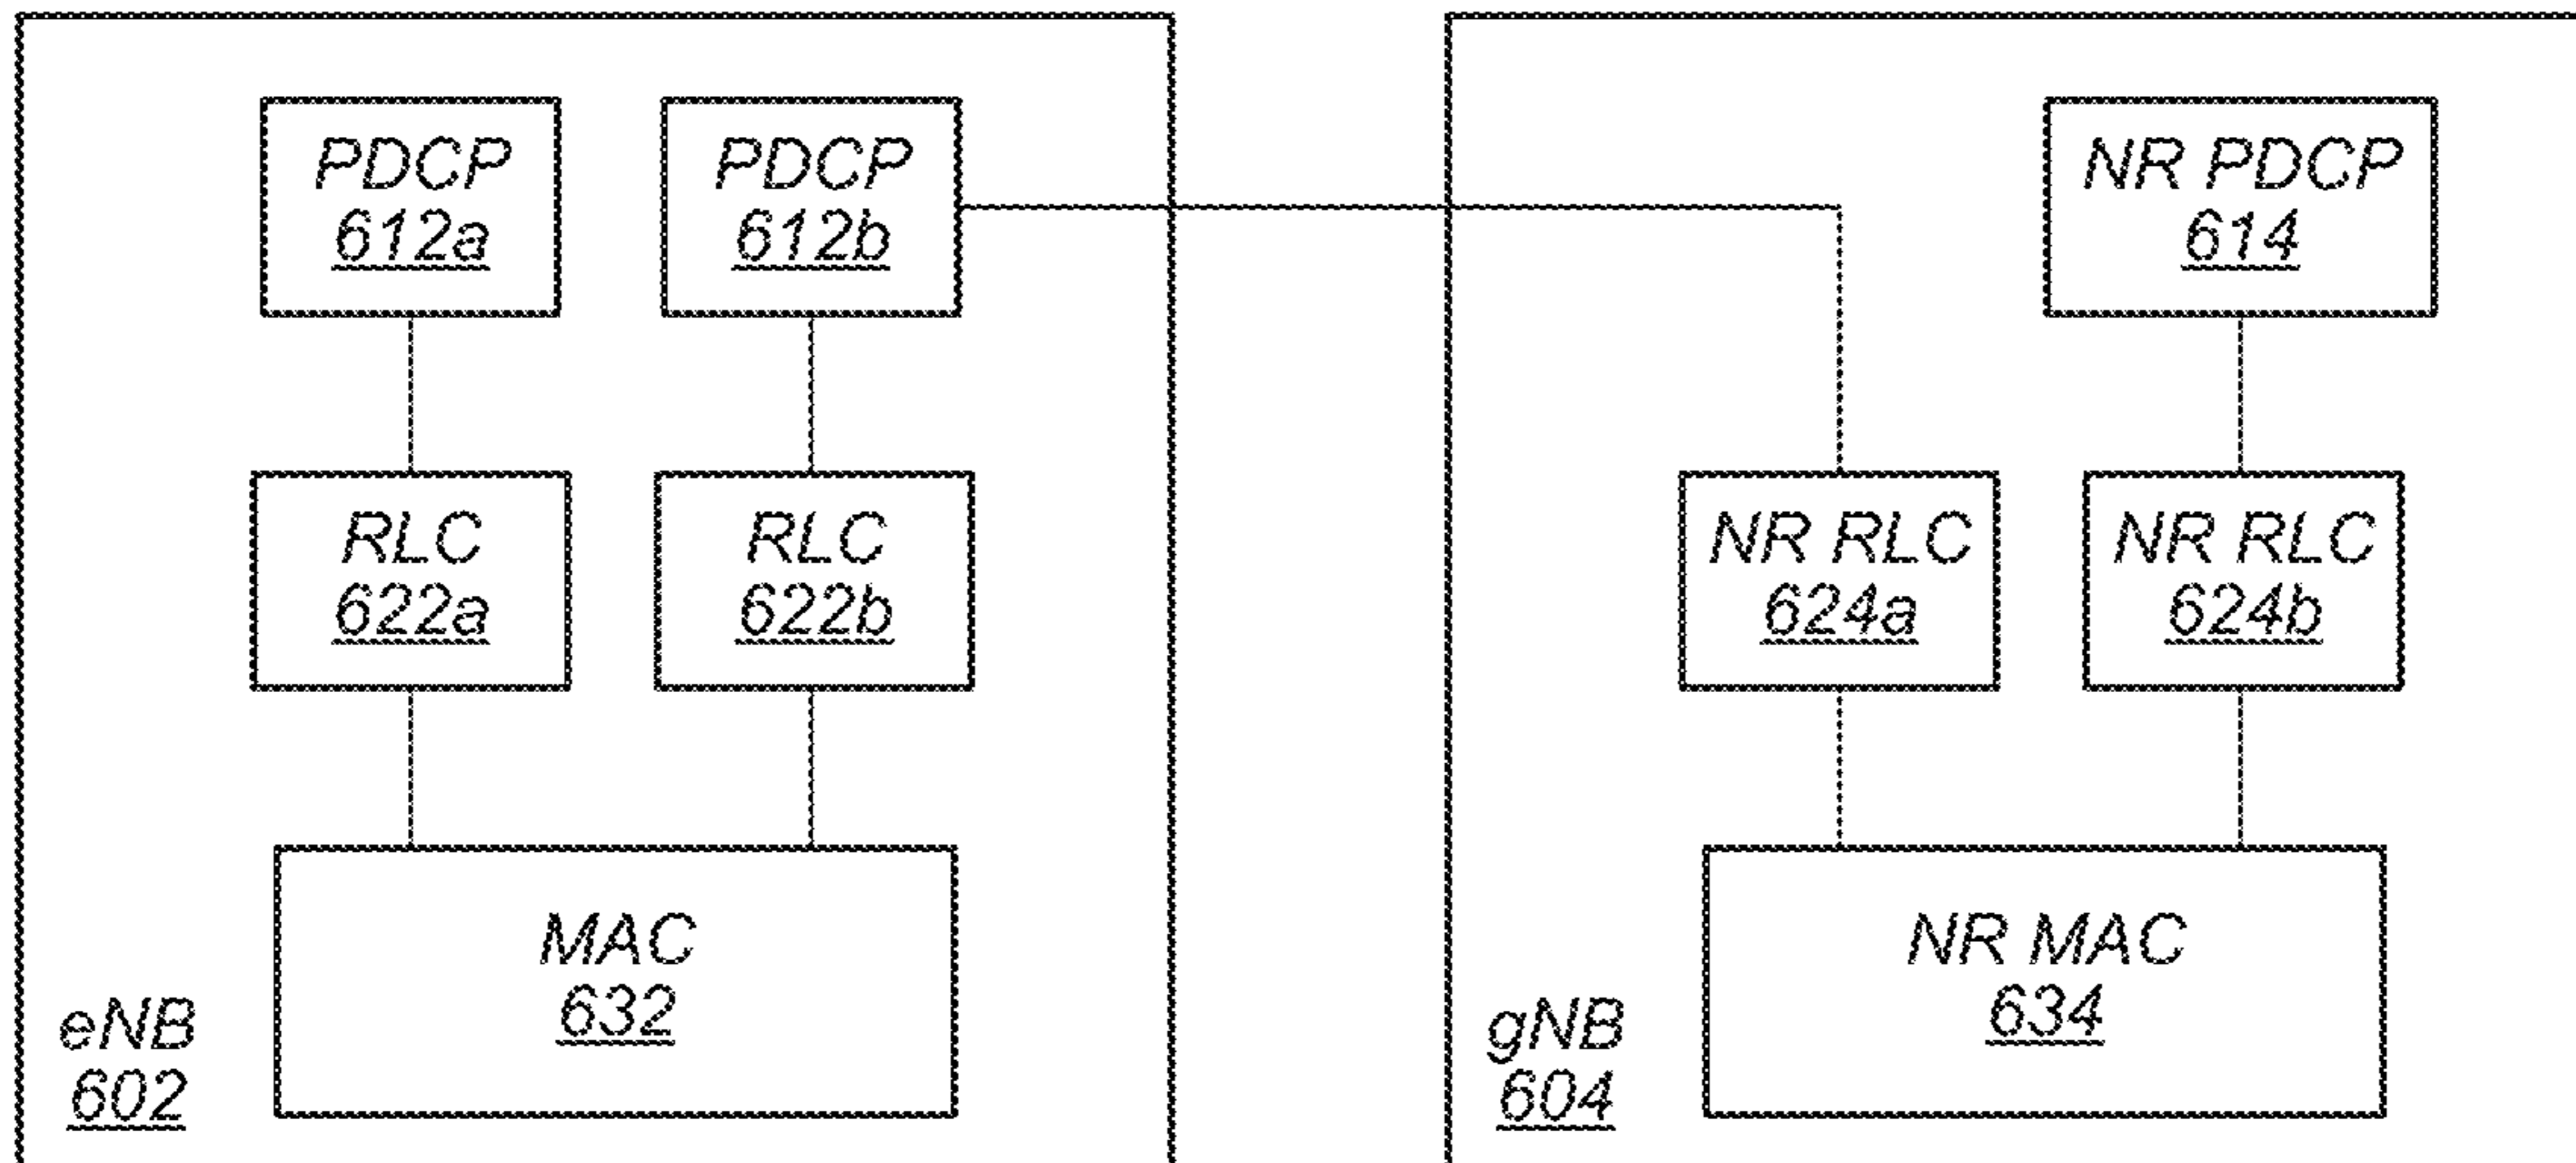 PDCP
612a
PDCP
612b
NR PDCP
614
RLC
622a
RLC
622b
NR RLC
624a
NR RLC
624b
MAC
632
NR MAC
634
eNB
602
gNB
604